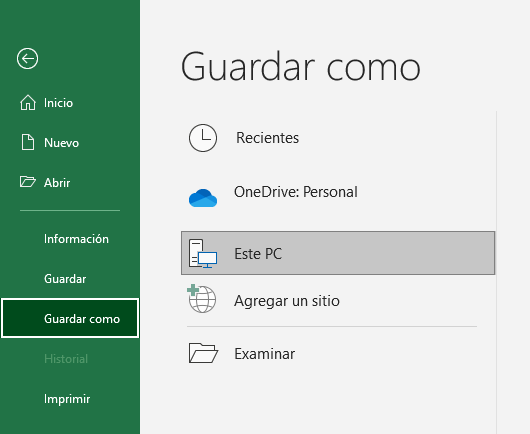 Guardar como
Inicio
Nuevo
Abrir
Información
Guardar
Guardar como
Historial
Imprimir
Recientes
OneDrive: Personal
Este PC
Agregar un sitio
Examinar